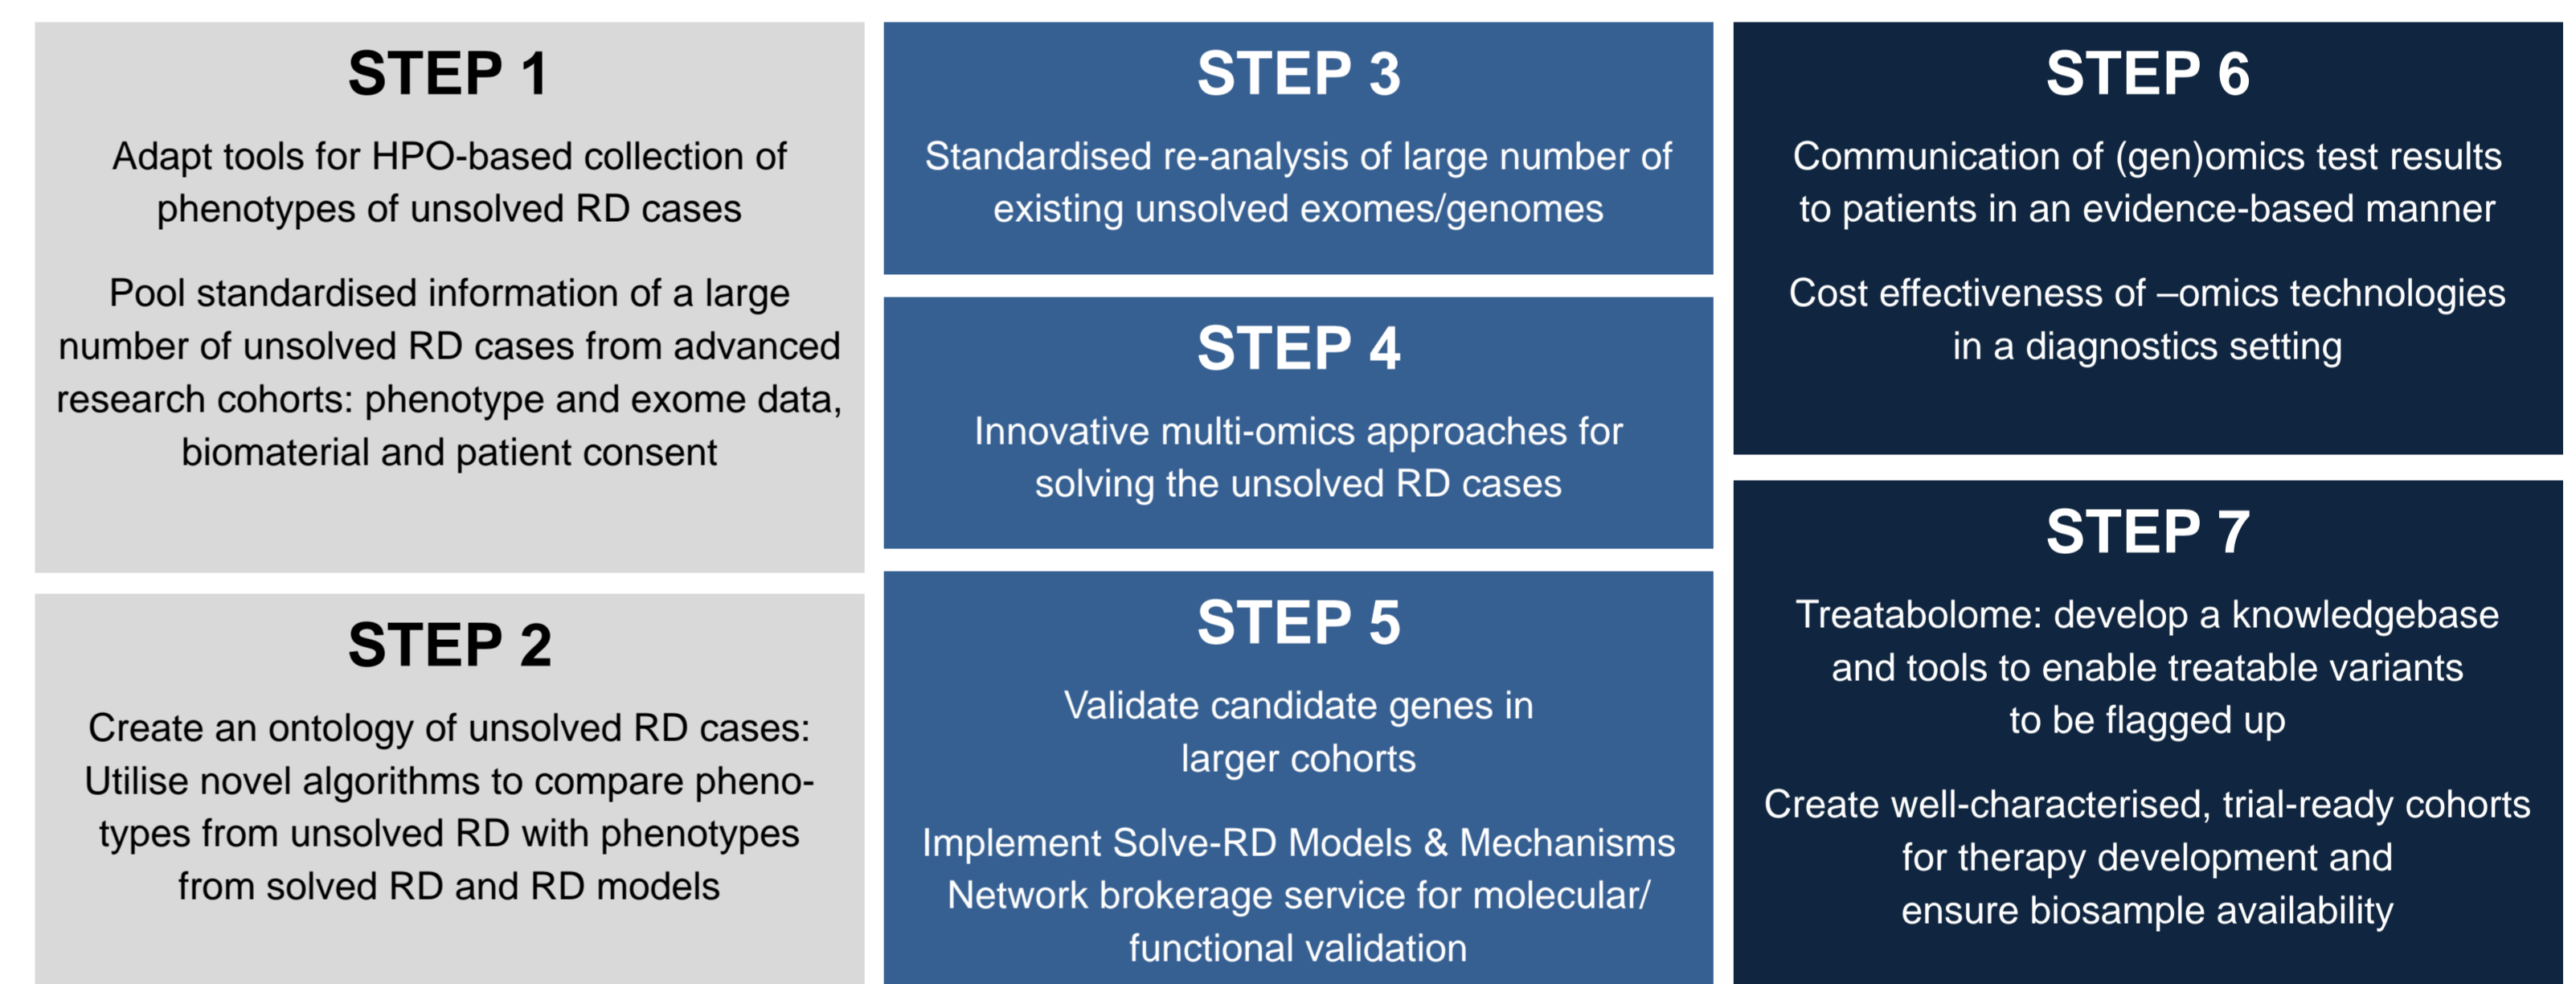 STEP 1
Adapt tools for HPO-based collection of
phenotypes of unsolved RD cases
Pool standardised information of a large
number of unsolved RD cases from advanced
research cohorts: phenotype and exome data,
biomaterial and patient consent
STEP 2
Create an ontology of unsolved RD cases:
Utilise novel algorithms to compare pheno-
types from unsolved RD with phenotypes
from solved RD and RD models
STEP 3
Standardised re-analysis of large number of
existing unsolved exomes/genomes
STEP 4
Innovative multi-omics approaches for
solving the unsolved RD cases
STEP 5
Validate candidate genes in
larger cohorts
Implement Solve-RD Models & Mechanisms
Network brokerage service for molecular/
functional validation
STEP 6
Communication of (gen)omics test results
to patients in an evidence-based manner
Cost effectiveness of –omics technologies
in a diagnostics setting
STEP 7
Treatabolome: develop a knowledgebase
and tools to enable treatable variants
to be flagged up
Create well-characterised, trial-ready cohorts
for therapy development and
ensure biosample availability